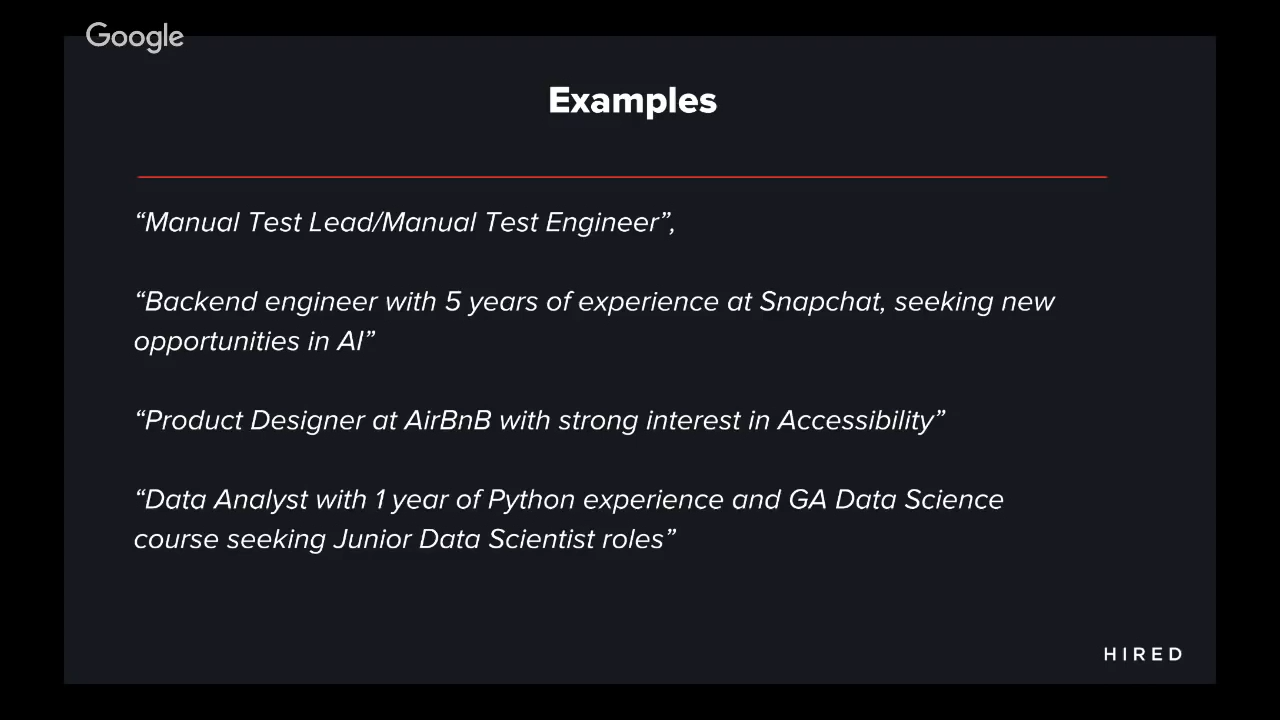 Google
Examples
“Manual Test Lead/Manual Test Engineer”,
“Backend engineer with 5 years of experience at Snapchat, seeking new
opportunities in AI”
“Product Designer at AirBnB with strong interest in Accessibility”
“Data Analyst with 1 year of Python experience and GA Data Science
course seeking Junior Data Scientist roles”
HIRED